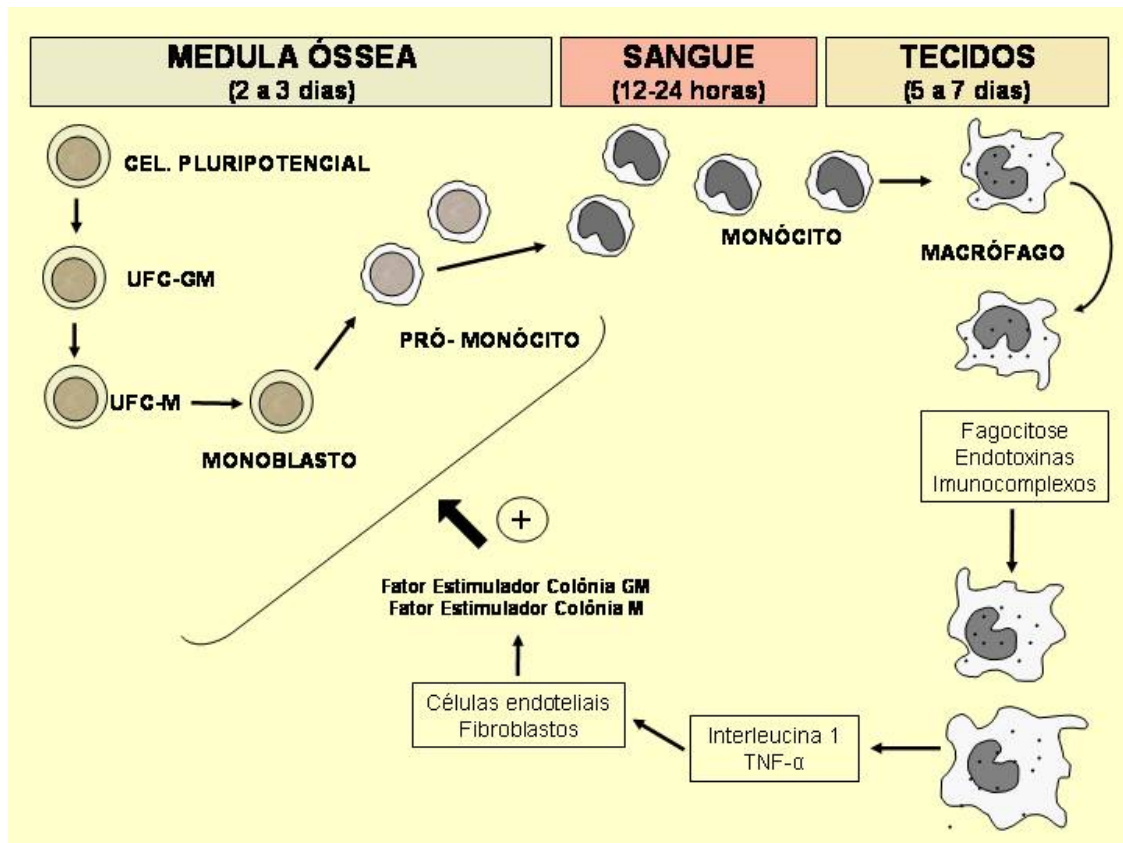 MEDULA ÓSSEA
(2 a 3 dias)
SANGUE
(12-24 horas)
TECIDOS
(5 a 7 dias)
CEL. PLURIPOTENCIAL
UFC-GM
UFC-M
MONOBLASTO
PRÓ- MONÓCITO
MONÓCITO
MACRÓFAGO
Fagocitose
Endotoxinas
Imunocomplexos
Interleucina 1
TNF-α
Células endoteliais
Fibroblastos
Fator Estimulador Colônia GM
Fator Estimulador Colônia M
+